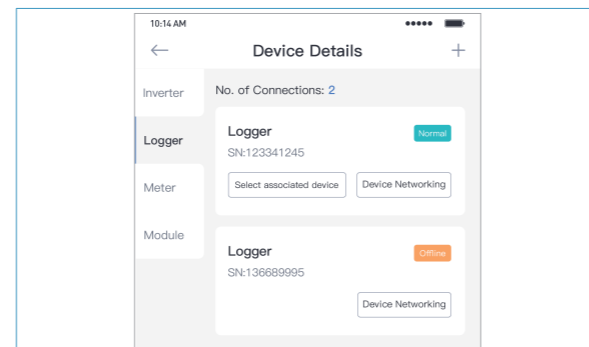 10:14 AM
Device Details
Inverter
Logger
Meter
Module
No. of Connections: 2
Logger
Normal
SN:123341245
Select associated device
Device Networking
Logger
Offline
SN:136689995
Device Networking